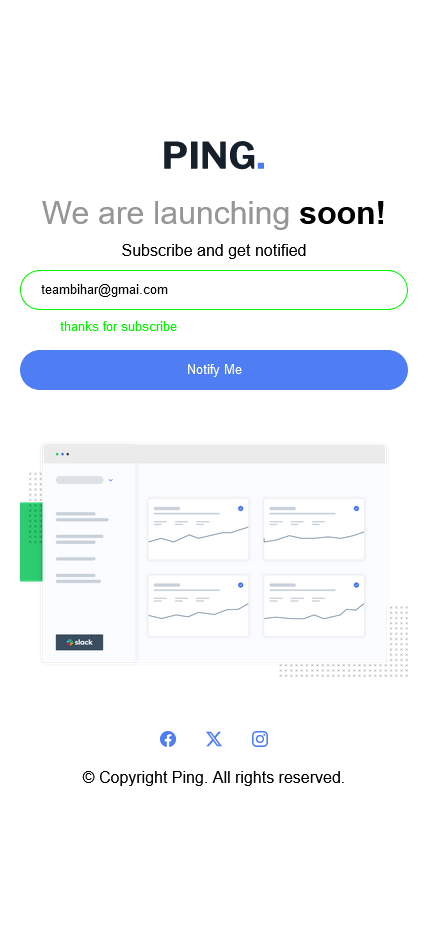 PING.
We are launching soon!
Subscribe and get notified
teambihar@gmai.com
thanks for subscribe
Notify Me
slack
© Copyright Ping. All rights reserved.